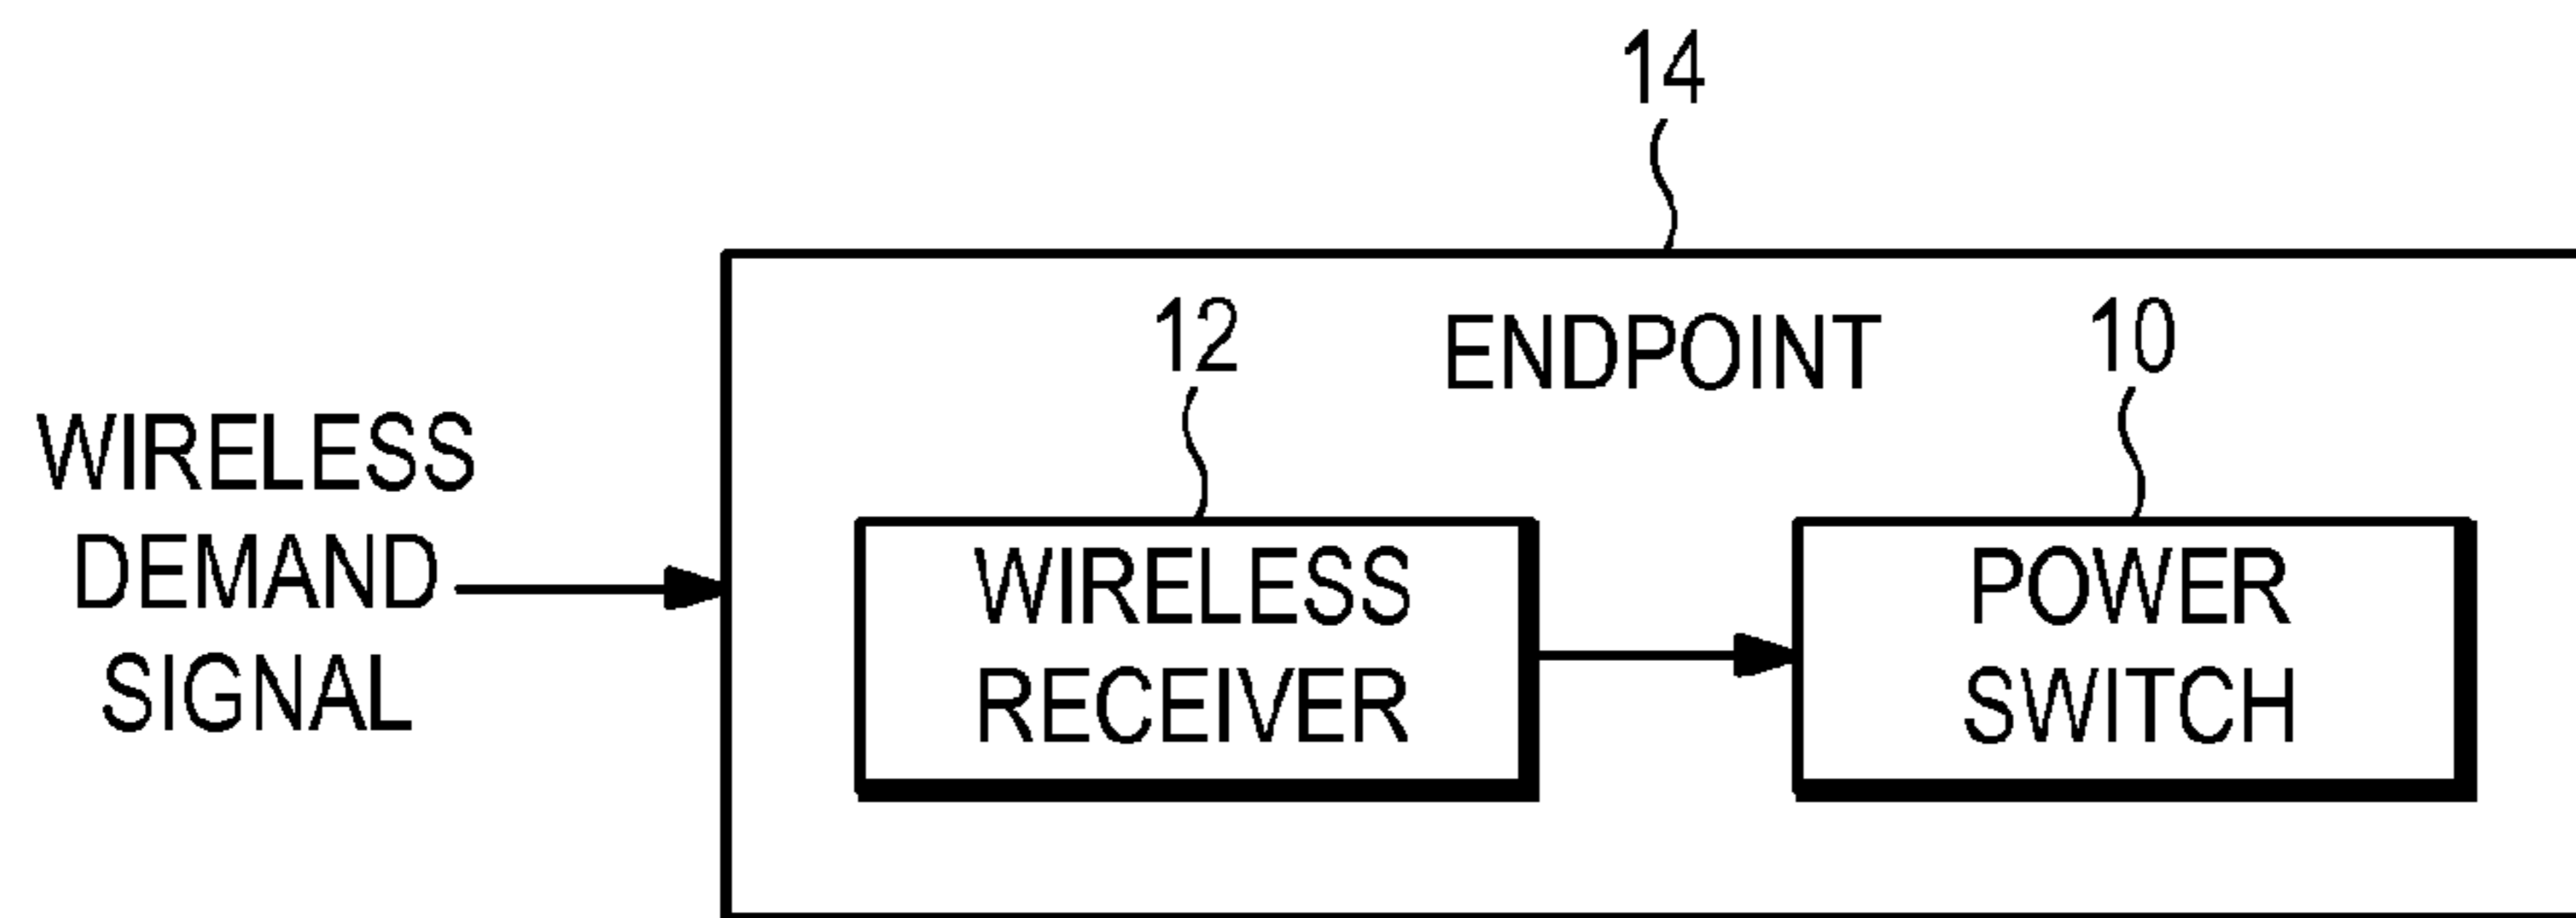 14
ENDPOINT
12
10
WIRELESS
DEMAND
SIGNAL
WIRELESS
RECEIVER
POWER
SWITCH